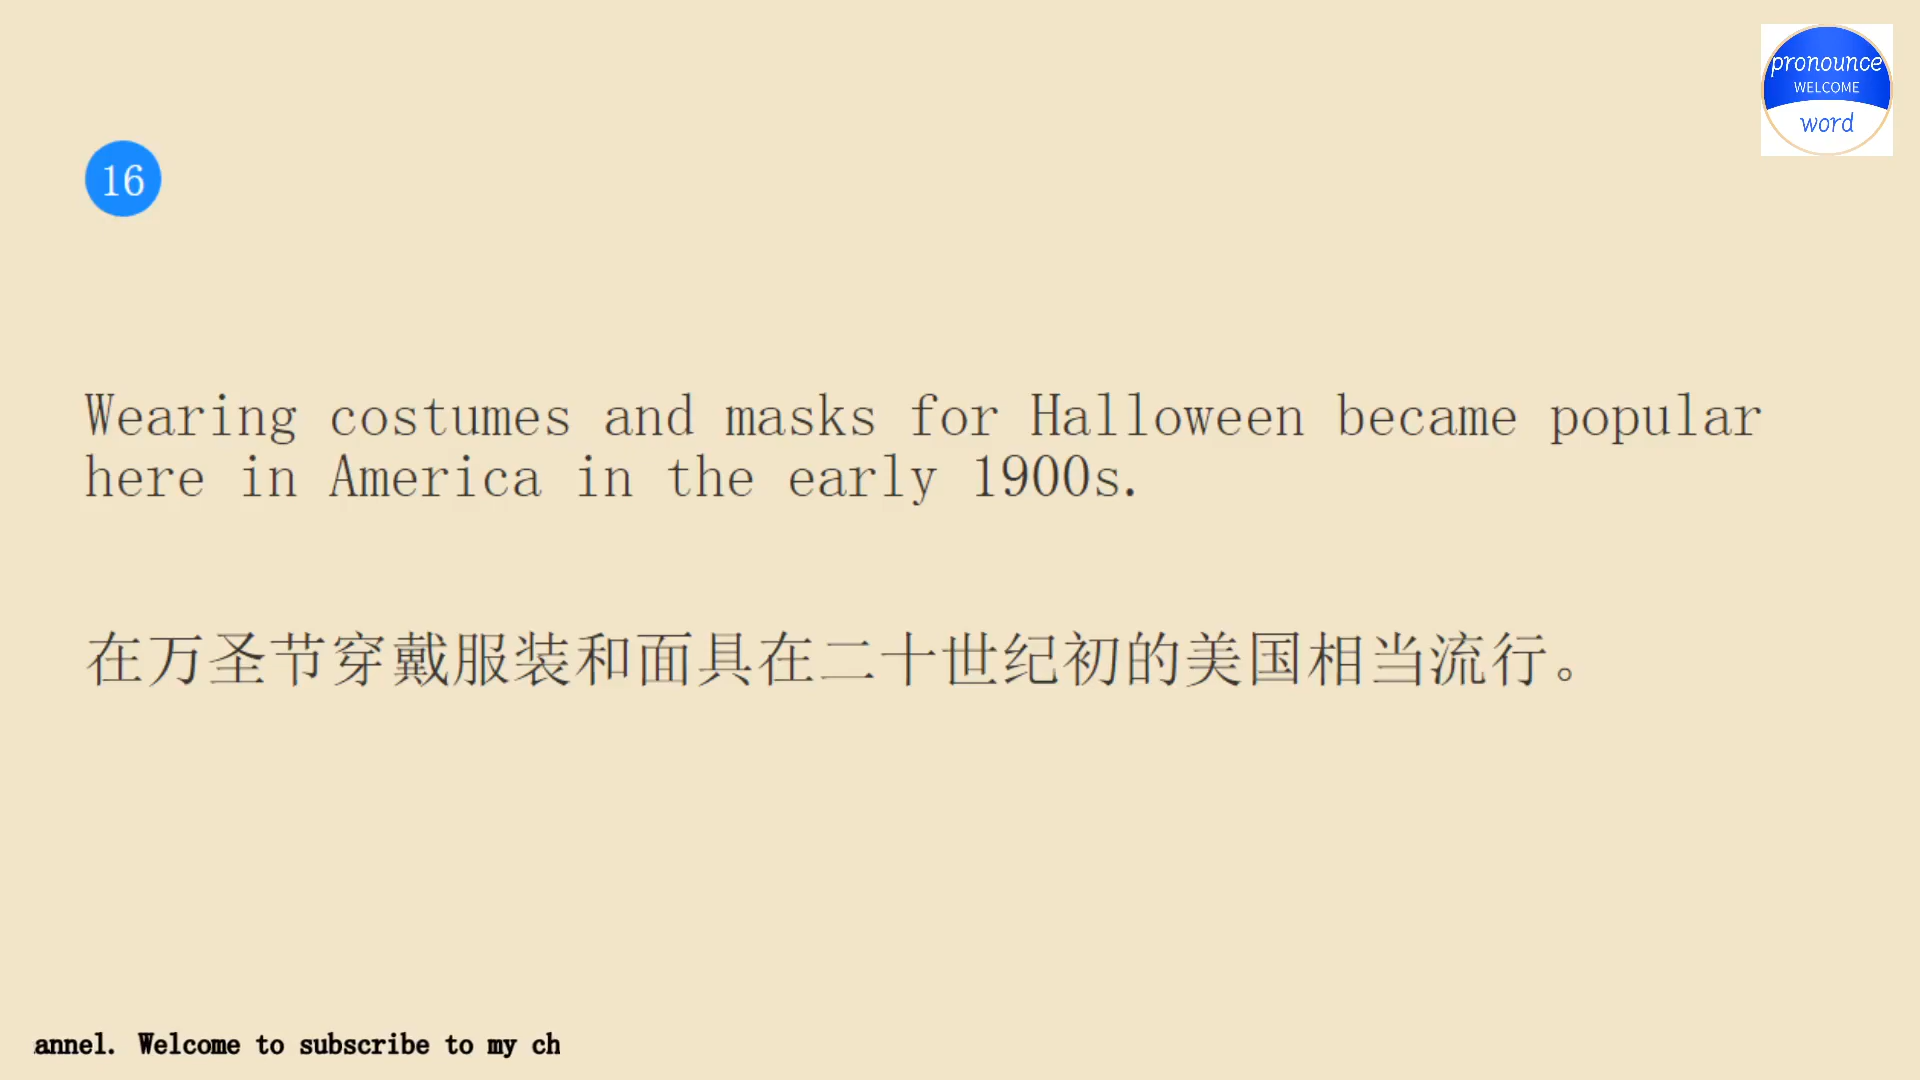 pronounce
WELCOME
word
16
Wearing costumes and masks for Halloween became popular
here in America in the early 1900s.
在万圣节穿戴服装和面具在二十世纪初的美国相当流行。
annel. Welcome to subscribe to my ch